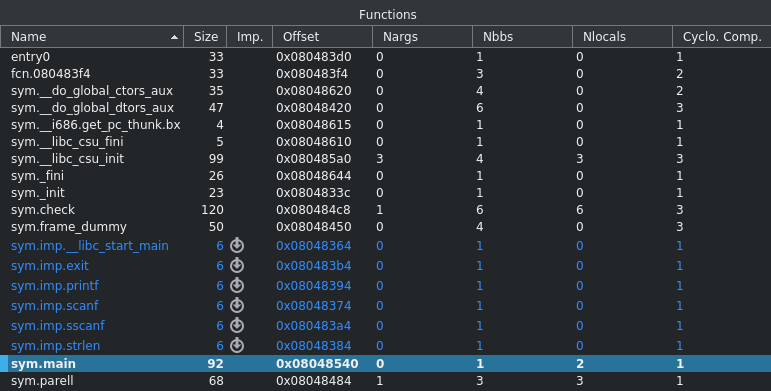 Functions
Name Size Imp. Offset Nargs Nbbs Nlocals Cyclo. Comp.
entry0 33 0x080483d0 0 1 0 1
fcn.080483f4 33 0x080483f4 0 3 0 2
sym.__do_global_ctors_aux 35 0x08048620 0 4 0 2
sym.__do_global_dtors_aux 47 0x08048420 0 6 0 3
sym.__i686.get_pc_thunk.bx 4 0x08048615 0 1 0 1
sym.__libc_csu_fini 5 0x08048610 0 1 0 1
sym.__libc_csu_init 99 0x080485a0 3 4 3 3
sym._fini 26 0x08048644 0 1 0 1
sym._init 23 0x0804833c 0 1 0 1
sym.check 120 0x080484c8 1 6 6 3
sym.frame_dummy 50 0x08048450 0 4 0 3
sym.imp.__libc_start_main 6 0x08048364 0 1 0 1
sym.imp.exit 6 0x080483b4 0 1 0 1
sym.imp.printf 6 0x08048394 0 1 0 1
sym.imp.scanf 6 0x08048374 0 1 0 1
sym.imp.sscanf 6 0x080483a4 0 1 0 1
sym.imp.strlen 6 0x08048384 0 1 0 1
sym.main 92 0x08048540 0 1 2 1
sym.parell 68 0x08048484 1 3 3 3